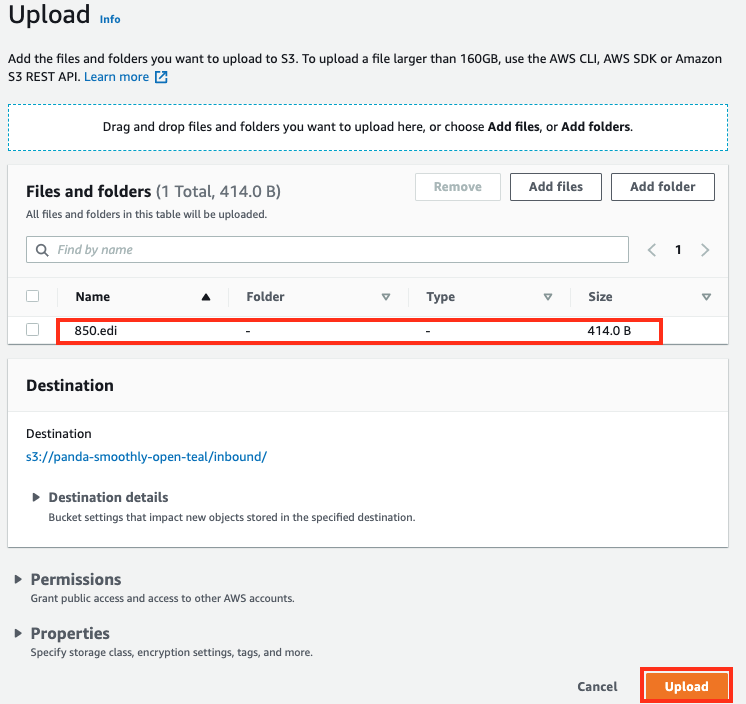 Upload Info
Add the files and folders you want to upload to S3. To upload a file larger than 160GB, use the AWS CLI, AWS SDK or Amazon
S3 REST API. Learn more
Drag and drop files and folders you want to upload here, or choose Add files, or Add folders.
Files and folders (1 Total, 414.0 B)
Remove
Add files
Add folder
All files and folders in this table will be uploaded.
Find by name
1
Name Folder Type Size
850.edi - - 414.0 B
Destination
Destination
s3://panda-smoothly-open-teal/inbound/
Destination details
Bucket settings that impact new objects stored in the specified destination.
Permissions
Grant public access and access to other AWS accounts.
Properties
Specify storage class, encryption settings, tags, and more.
Cancel Upload